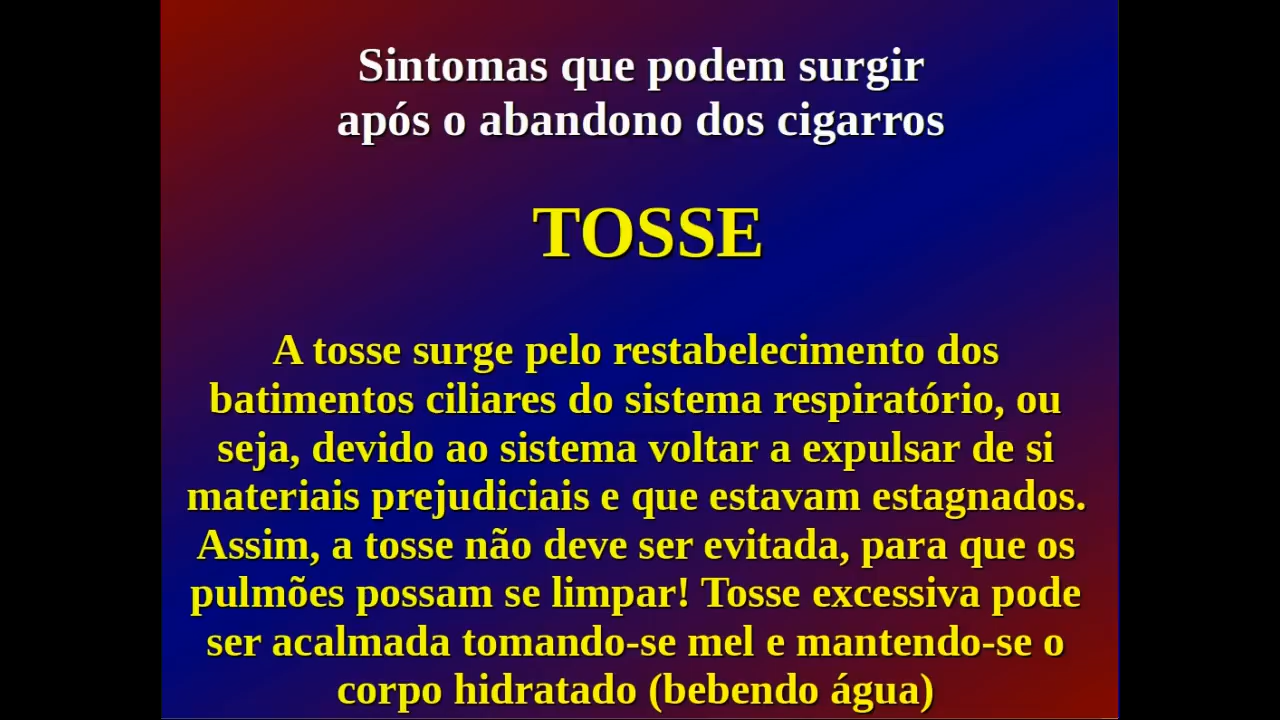 Sintomas que podem surgir
após o abandono dos cigarros
TOSSE
A tosse surge pelo restabelecimento dos
batimentos ciliares do sistema respiratório, ou
seja, devido ao sistema voltar a expulsar de si
materiais prejudiciais e que estavam estagnados.
Assim, a tosse não deve ser evitada, para que os
pulmões possam se limpar! Tosse excessiva pode
ser acalmada tomando-se mel e mantendo-se o
corpo hidratado (bebendo água)